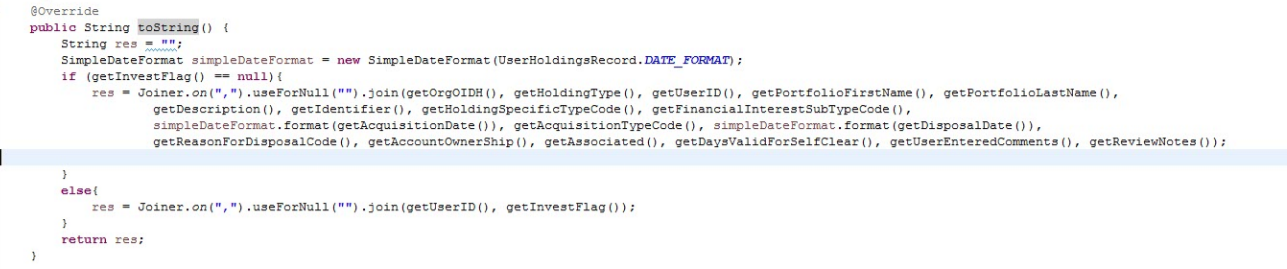 @Override
public String toString() {
    String res = "";
    SimpleDateFormat simpleDateFormat = new SimpleDateFormat(UserHoldingsRecord.DATE_FORMAT);
    if (getInvestFlag() == null){
        res = Joiner.on(",").useForNull("").join(getOrgOIDH(), getHoldingType(), getUserID(), getPortfolioFirstName(), getPortfolioLastName(),
                getDescription(), getIdentifier(), getHoldingSpecificTypeCode(), getFinancialInterestSubTypeCode(),
                simpleDateFormat.format(getAcquisitionDate()), getAcquisitionTypeCode(), simpleDateFormat.format(getDisposalDate()),
                getReasonForDisposalCode(), getAccountOwnerShip(), getAssociated(), getDaysValidForSelfClear(), getUserEnteredComments(), getReviewNotes());
    }
    else{
        res = Joiner.on(",").useForNull("").join(getUserID(), getInvestFlag());
    }
    return res;
}